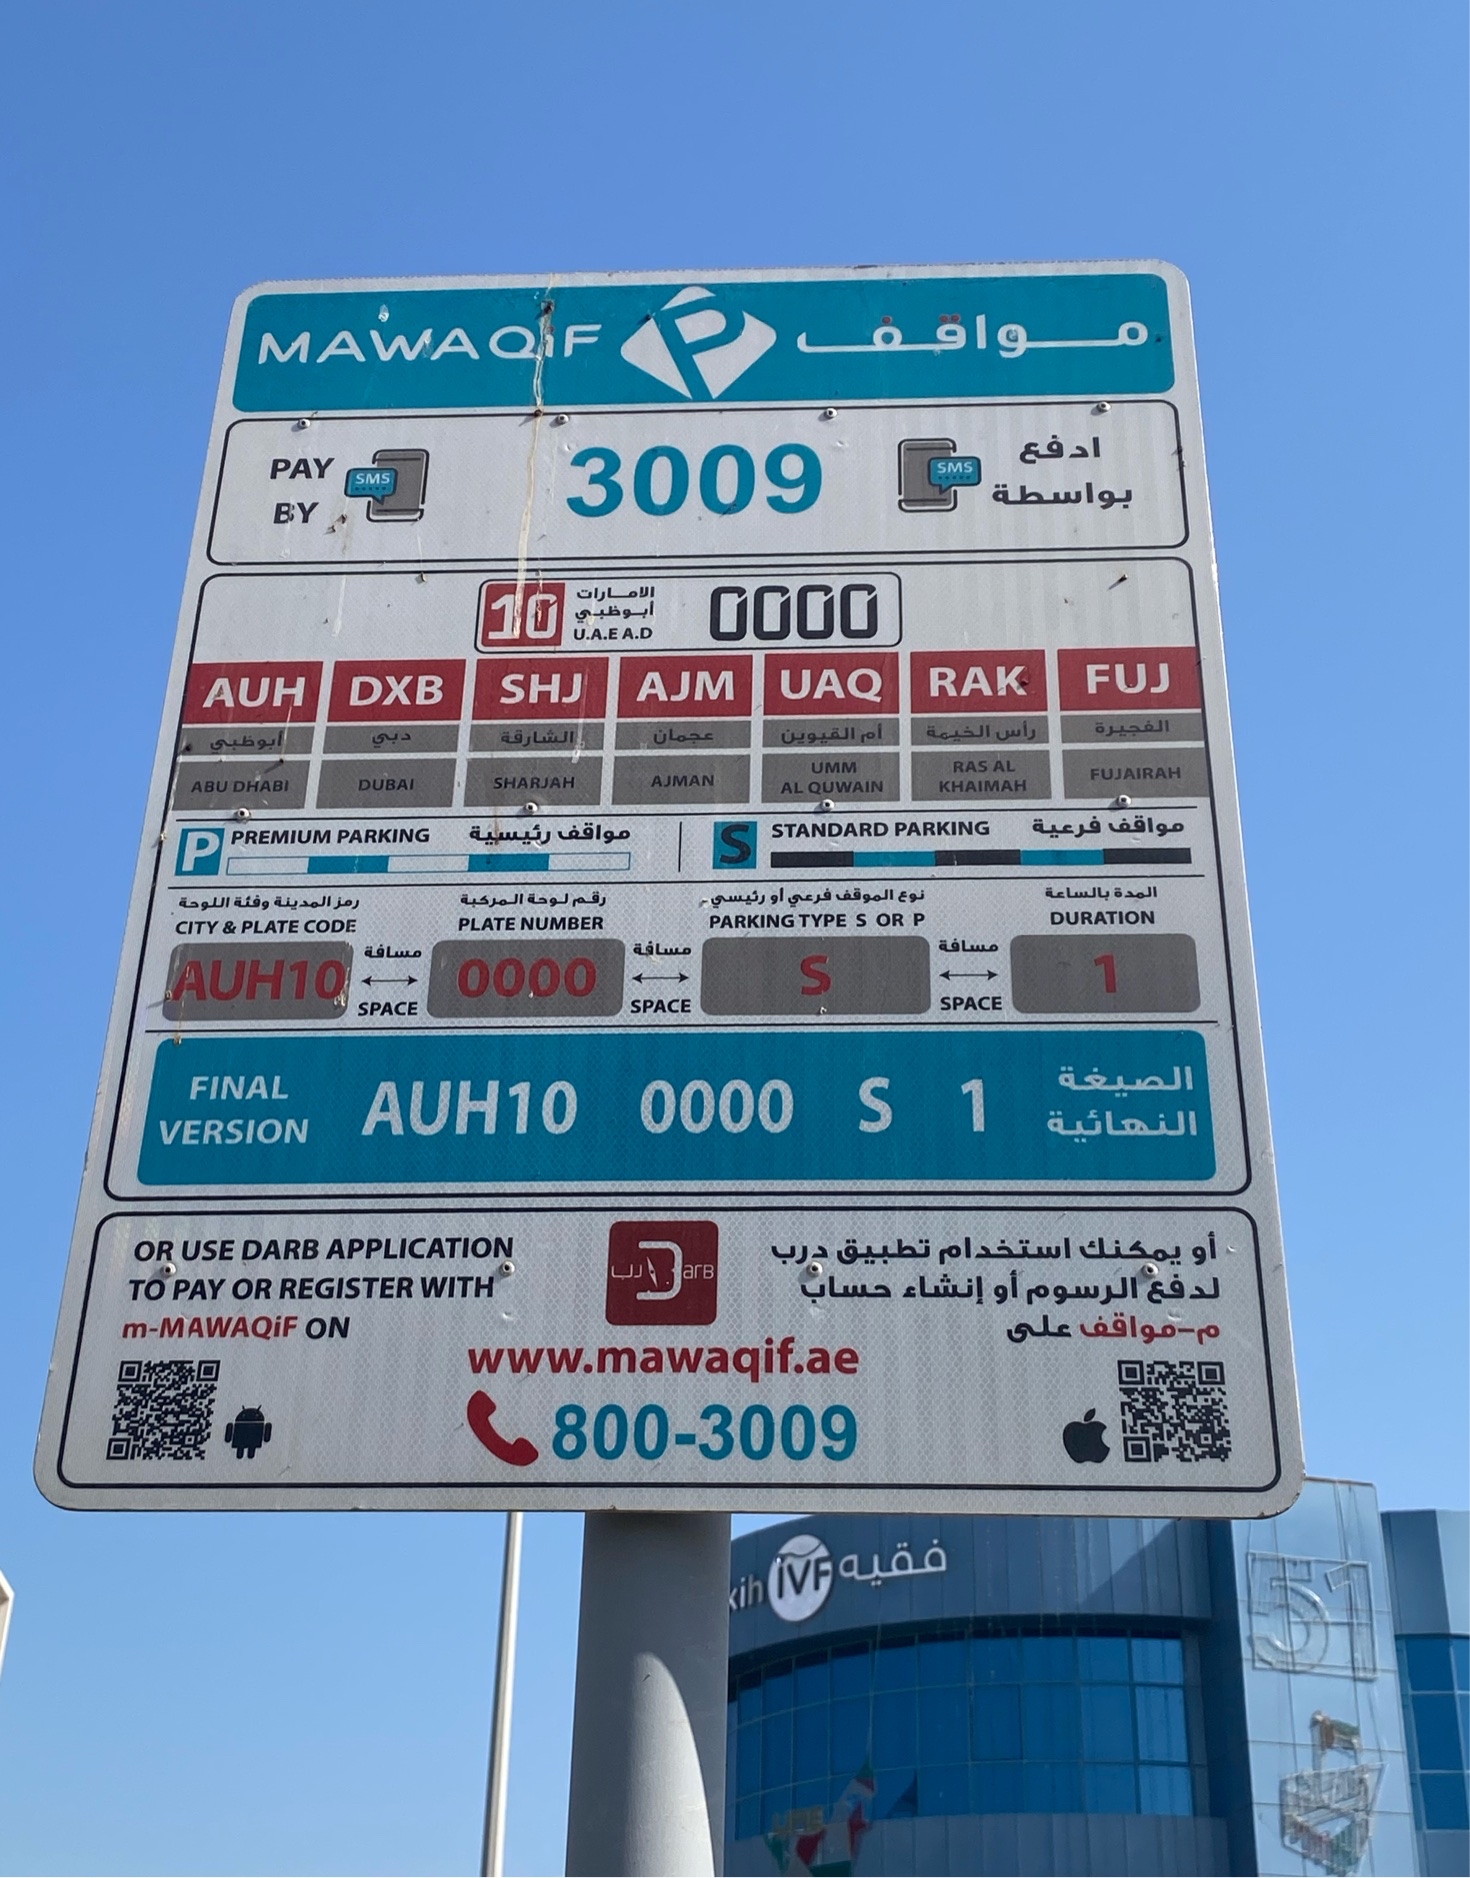 MAWAQiF P مواقف
PAY BY SMS 3009 SMS ادفع بواسطة
10 الامارات أبوظبي U.A.E A.D 0000
AUH DXB SHJ AJM UAQ RAK FUJ
أبوظبي دبي الشارقة عجمان أم القيوين رأس الخيمة الفجيرة
ABU DHABI DUBAI SHARJAH AJMAN UMM AL QUWAIN RAS AL KHAIMAH FUJAIRAH
P PREMIUM PARKING مواقف رئيسية S STANDARD PARKING مواقف فرعية
رمز المدينة وفئة اللوحة رقم لوحة المركبة نوع الموقف فرعي أو رئيسي المدة بالساعة
CITY & PLATE CODE PLATE NUMBER PARKING TYPE S OR P DURATION
AUH10 مسافة SPACE 0000 مسافة SPACE S مسافة SPACE 1
FINAL VERSION AUH10 0000 S 1 الصيغة النهائية
OR USE DARB APPLICATION
TO PAY OR REGISTER WITH
m-MAWAQiF ON
درب DARB
أو يمكنك استخدام تطبيق درب
لدفع الرسوم أو إنشاء حساب
م-مواقف على
www.mawaqif.ae
800-3009
IVF فقيه
51